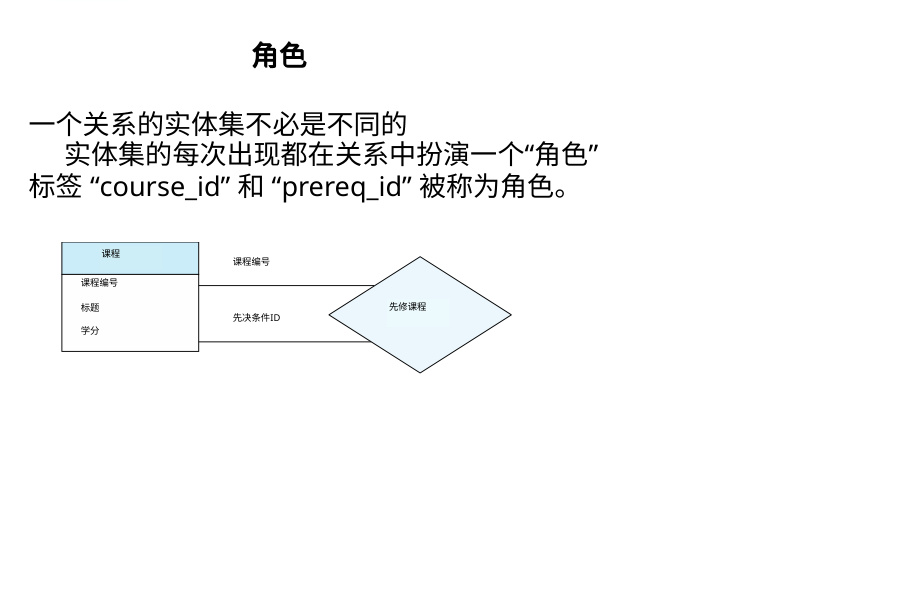 角色
一个关系的实体集不必是不同的
实体集的每次出现都在关系中扮演一个“角色”
标签 “course_id” 和 “prereq_id” 被称为角色。
课程
课程编号
课程编号
标题
先修课程
先决条件ID
学分